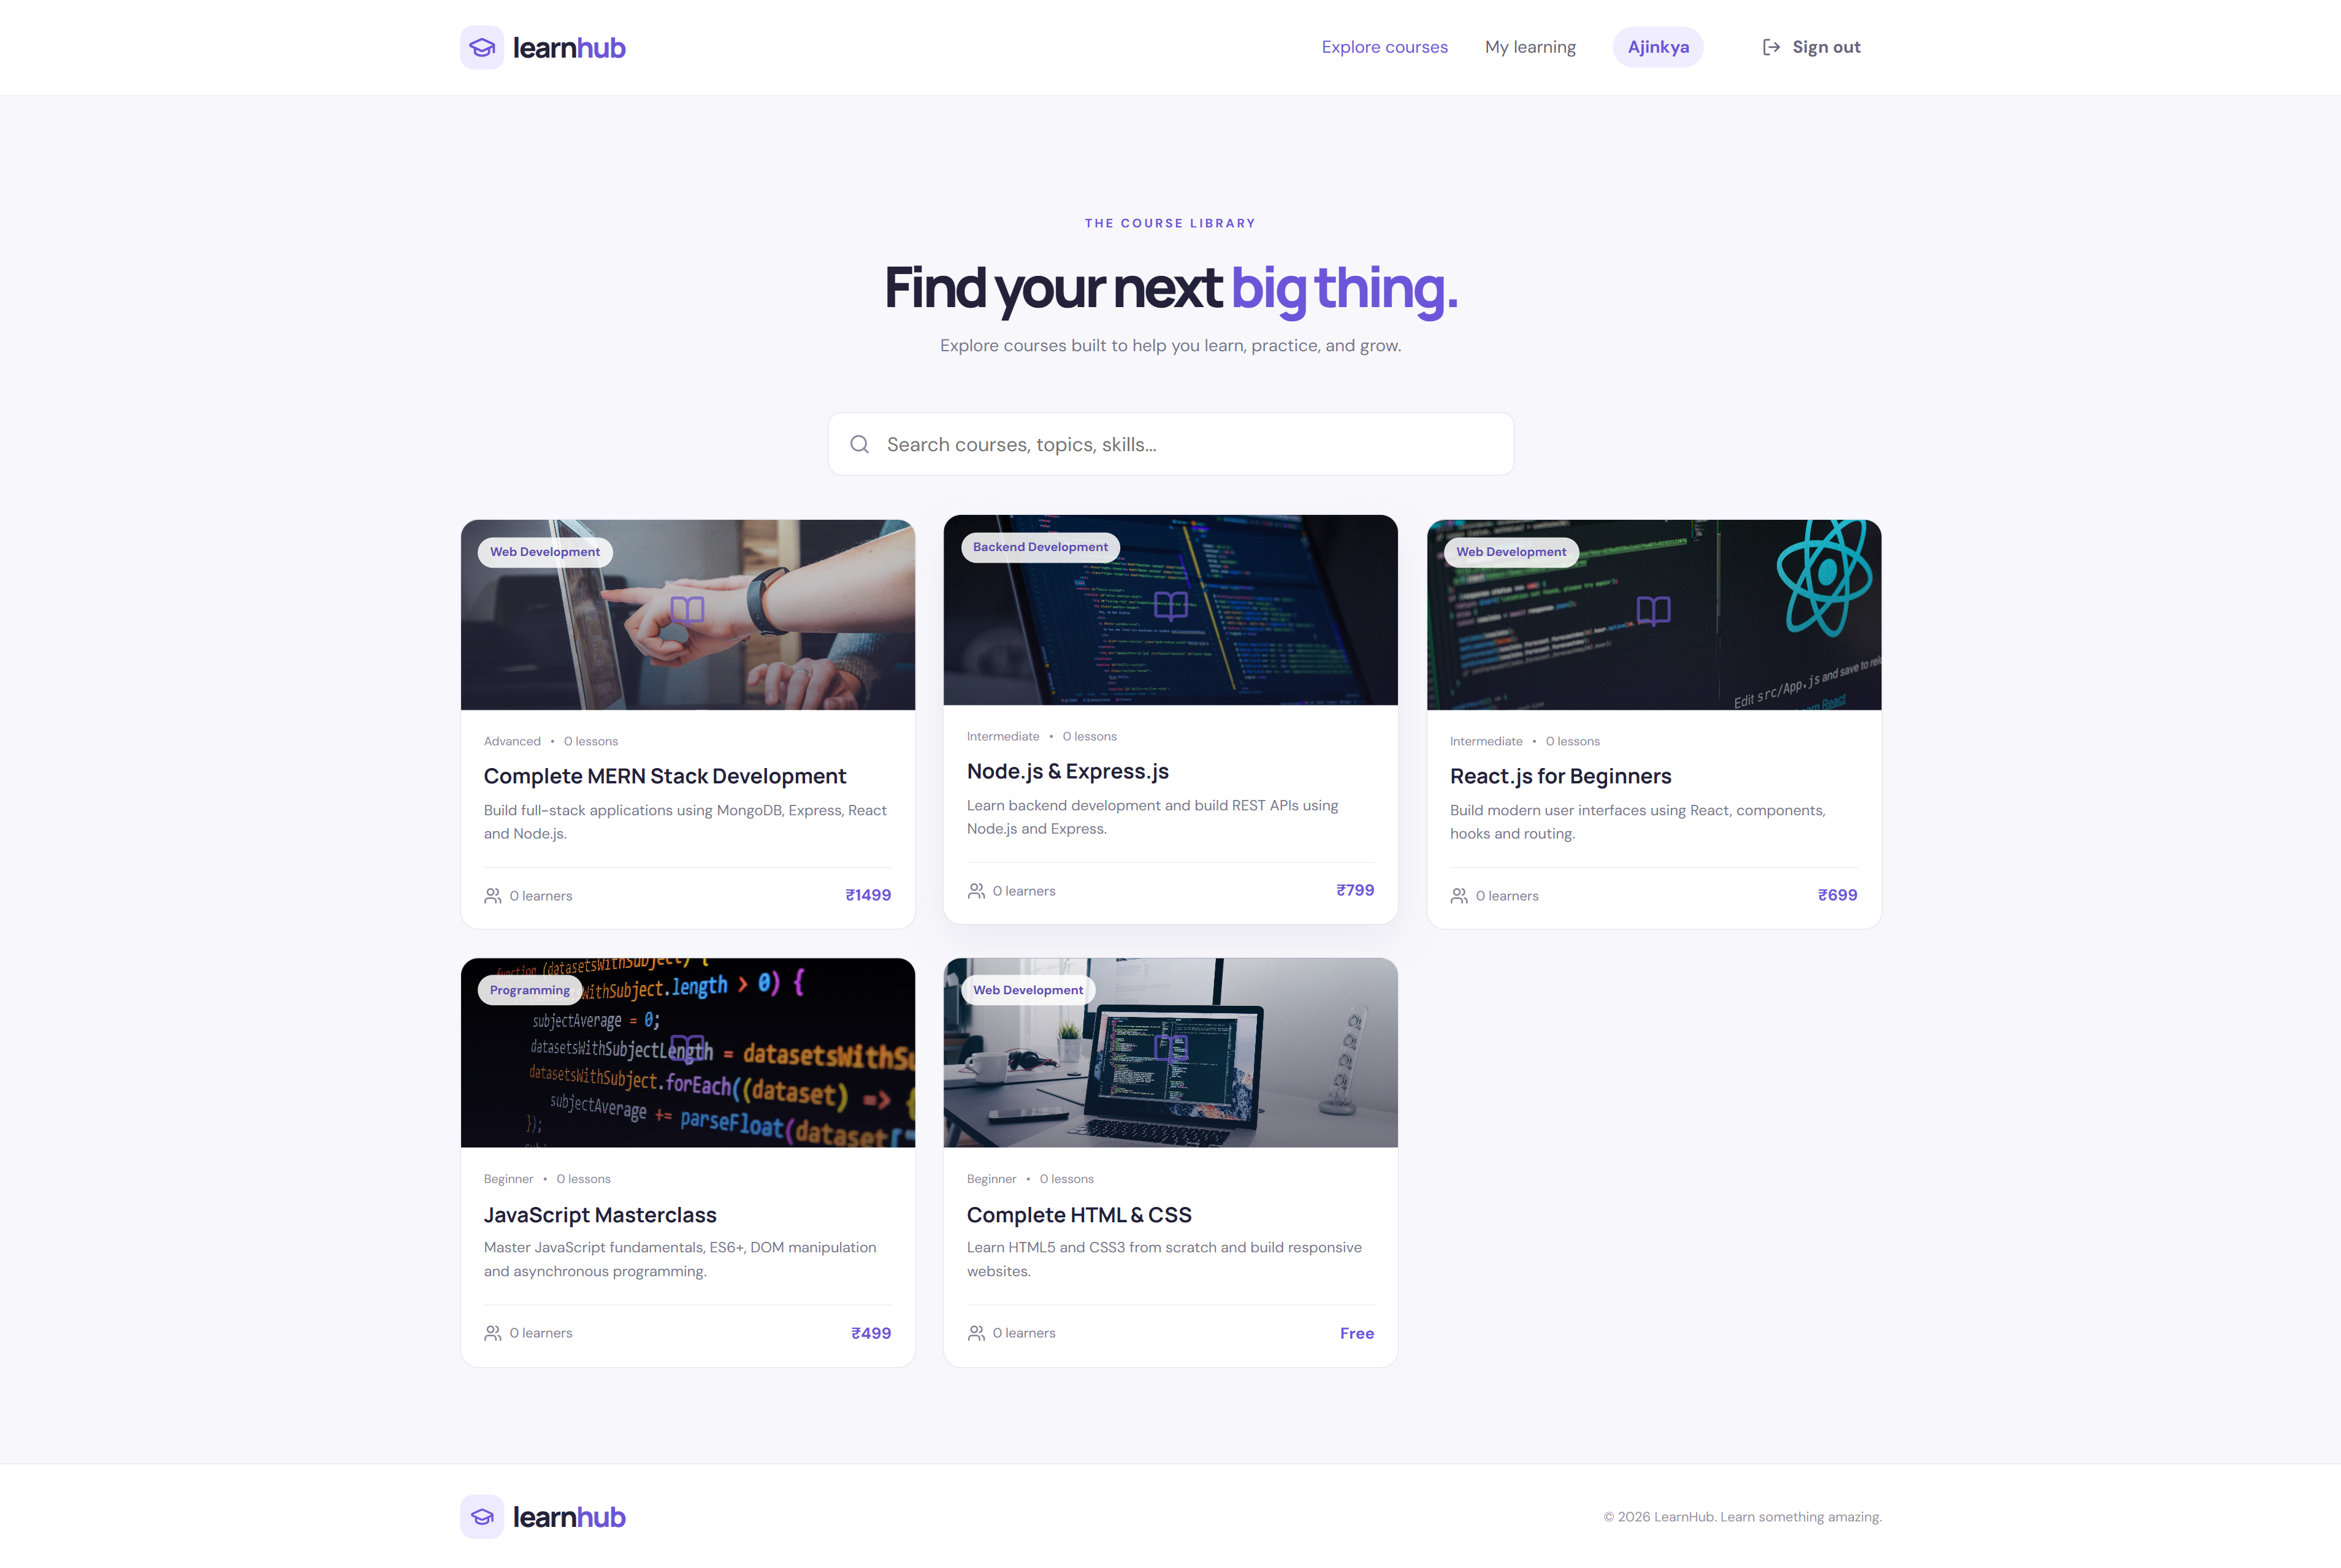 learnhub
Explore courses
My learning
Ajinkya
Sign out
THE COURSE LIBRARY
Find your next big thing.
Explore courses built to help you learn, practice, and grow.
Search courses, topics, skills...
Web Development
Advanced • 0 lessons
Complete MERN Stack Development
Build full-stack applications using MongoDB, Express, React
and Node.js.
0 learners
₹1499
Backend Development
Intermediate • 0 lessons
Node.js & Express.js
Learn backend development and build REST APIs using
Node.js and Express.
0 learners
₹799
Web Development
Edit src/App.js and save to
Learn React
Intermediate • 0 lessons
React.js for Beginners
Build modern user interfaces using React, components,
hooks and routing.
0 learners
₹699
Programming
function (datasetsWithSubject) {
.length > 0) {
subjectAverage = 0;
datasetsWithSubjectLength =
datasetsWithSubject.forEach((dataset) => {
subjectAverage += parseFloat(dataset["
});
Beginner • 0 lessons
JavaScript Masterclass
Master JavaScript fundamentals, ES6+, DOM manipulation
and asynchronous programming.
0 learners
₹499
Web Development
Beginner • 0 lessons
Complete HTML & CSS
Learn HTML5 and CSS3 from scratch and build responsive
websites.
0 learners
Free
learnhub
© 2026 LearnHub. Learn something amazing.